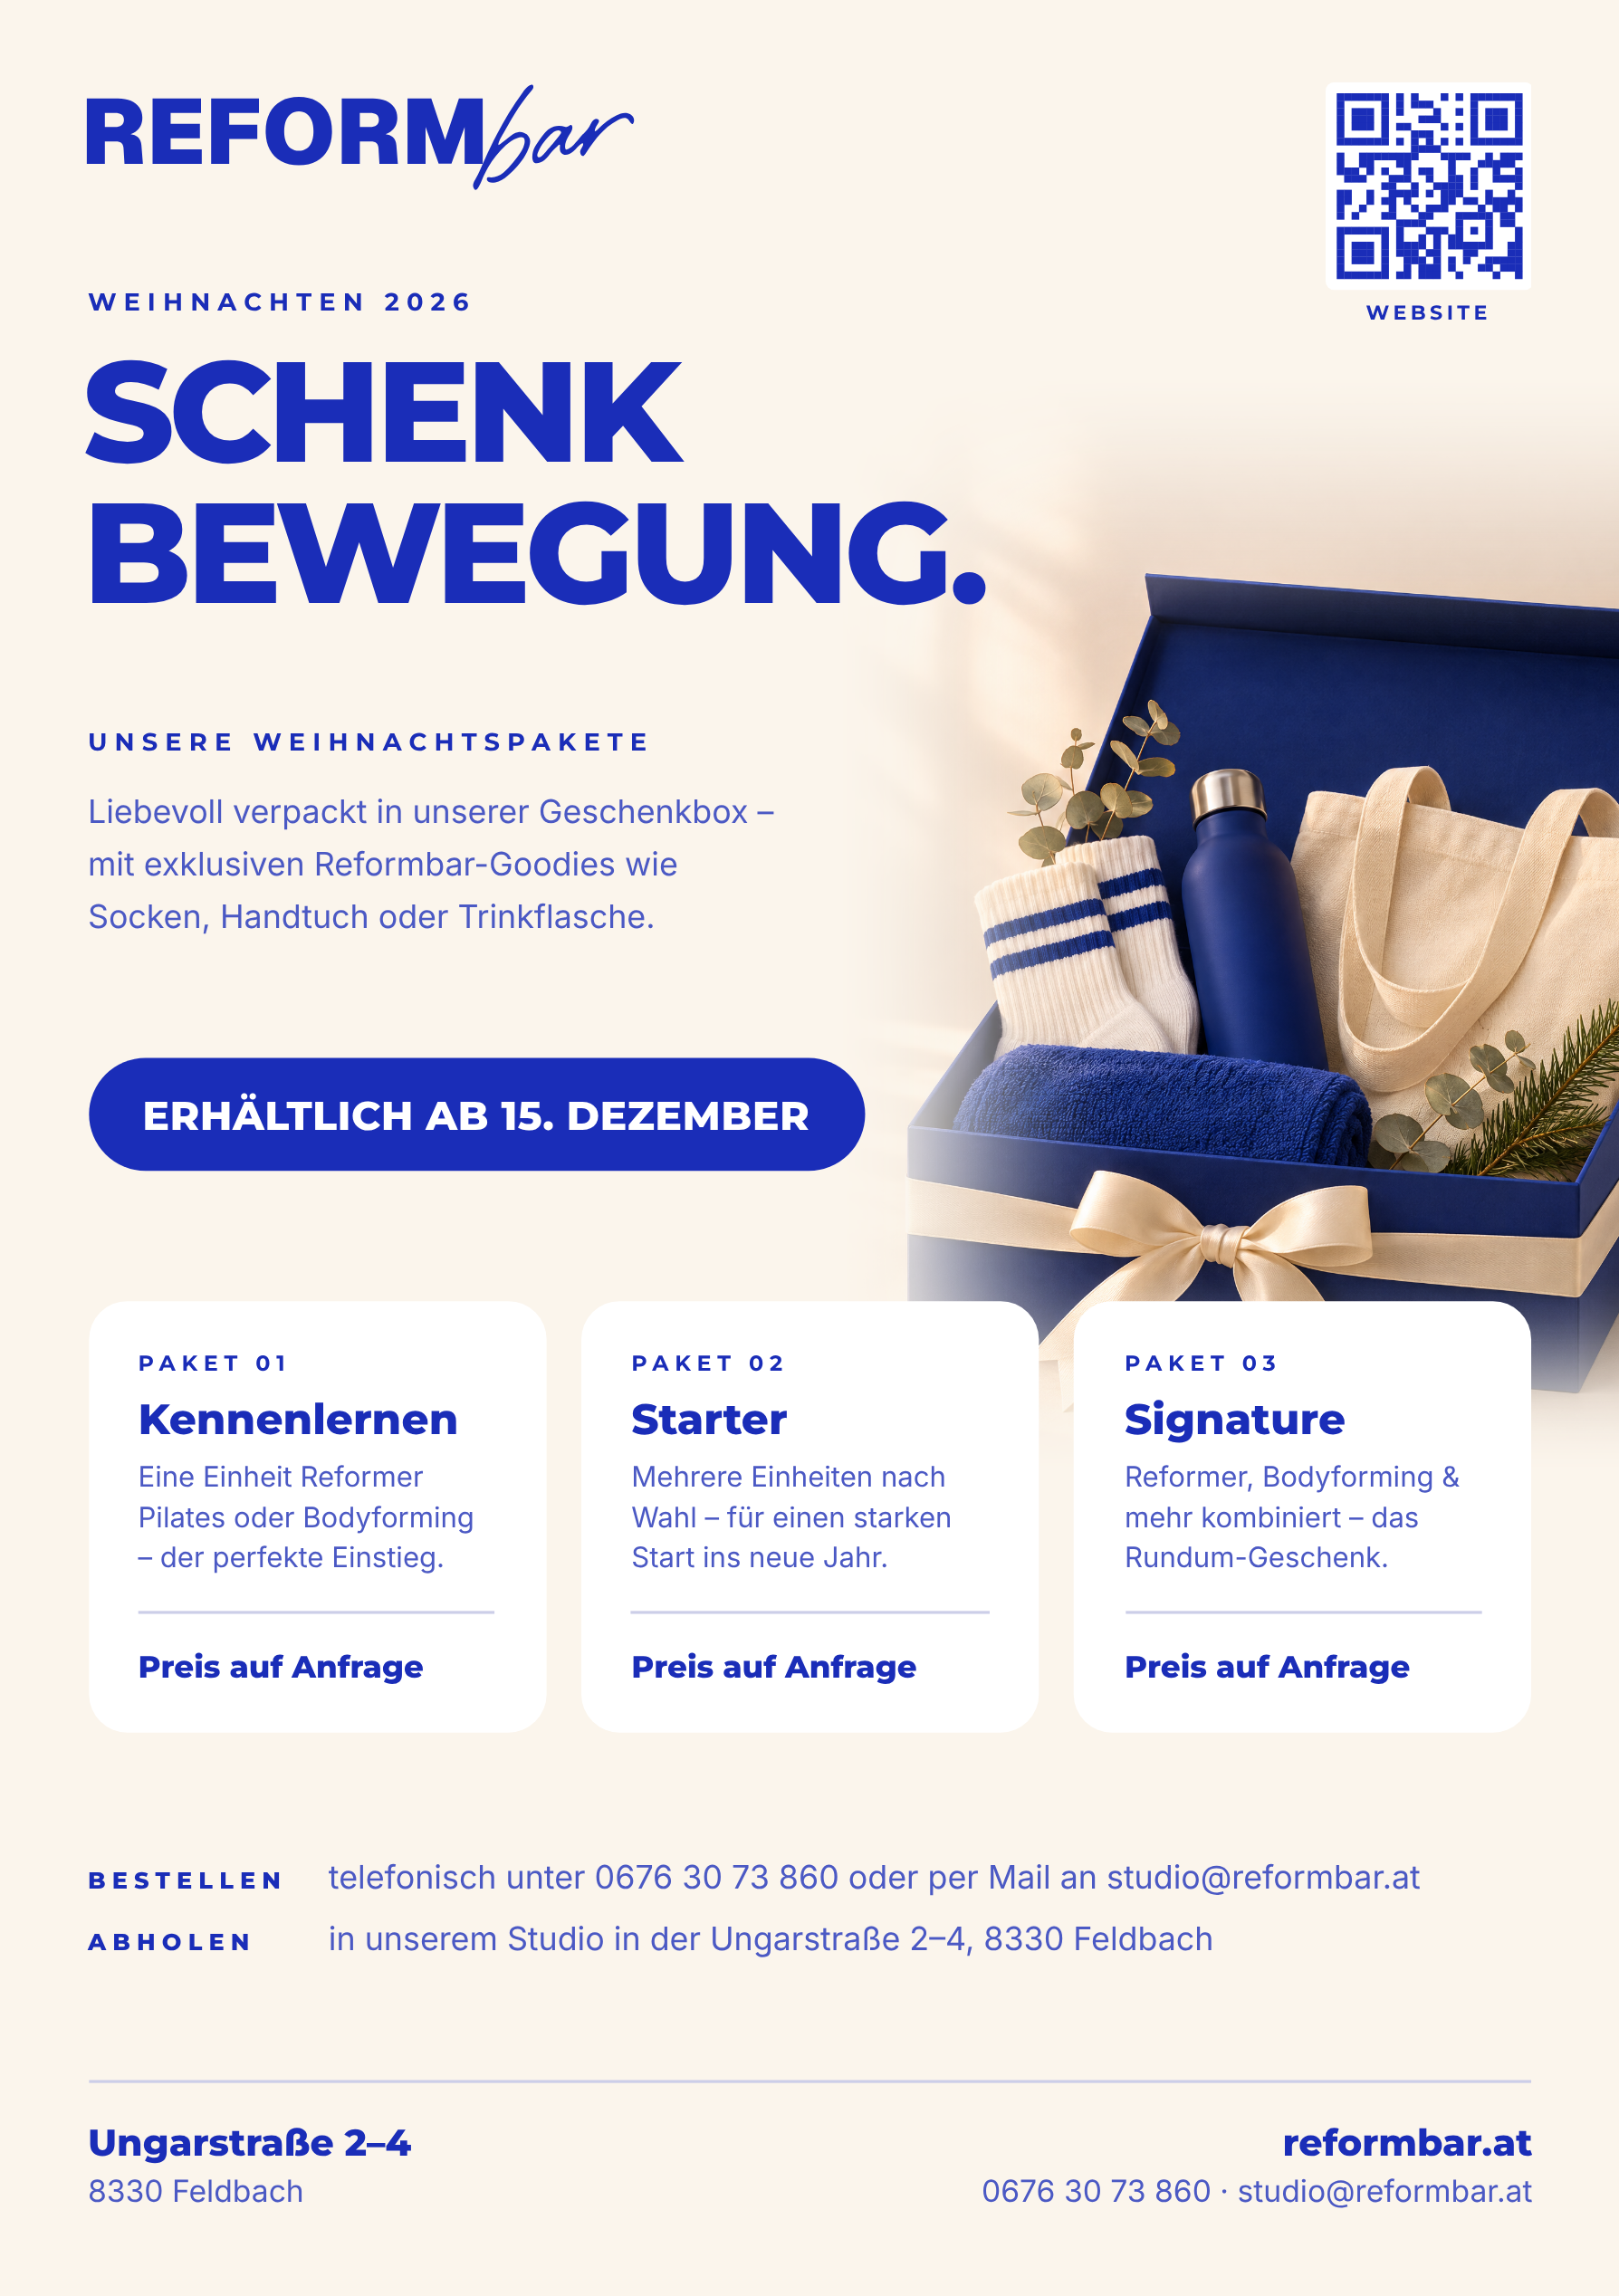 REFORMbar
WEBSITE
WEIHNACHTEN 2026
SCHENK
BEWEGUNG.
UNSERE WEIHNACHTSPAKETE
Liebevoll verpackt in unserer Geschenkbox –
mit exklusiven Reformbar-Goodies wie
Socken, Handtuch oder Trinkflasche.
ERHÄLTLICH AB 15. DEZEMBER
PAKET 01
Kennenlernen
Eine Einheit Reformer
Pilates oder Bodyforming
– der perfekte Einstieg.
Preis auf Anfrage
PAKET 02
Starter
Mehrere Einheiten nach
Wahl – für einen starken
Start ins neue Jahr.
Preis auf Anfrage
PAKET 03
Signature
Reformer, Bodyforming &
mehr kombiniert – das
Rundum-Geschenk.
Preis auf Anfrage
BESTELLEN telefonisch unter 0676 30 73 860 oder per Mail an studio@reformbar.at
ABHOLEN in unserem Studio in der Ungarstraße 2–4, 8330 Feldbach
Ungarstraße 2–4
8330 Feldbach
reformbar.at
0676 30 73 860 · studio@reformbar.at